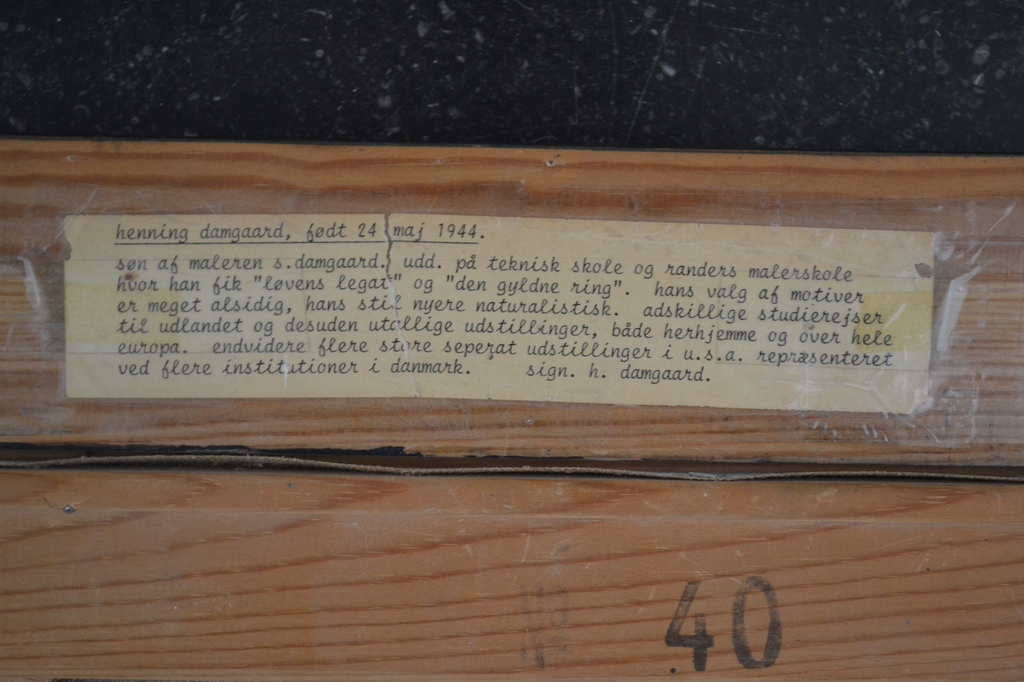 henning damgaard, født 24 maj 1944.
søn af maleren s.damgaard. udd. på teknisk skole og randers malerskole
hvor han fik "løvens legat" og "den gyldne ring". hans valg af motiver
er meget alsidig, hans stil nyere naturalistisk. adskillige studierejser
til udlandet og desuden utallige udstillinger, både herhjemme og over hele
europa. endvidere flere store seperat udstillinger i u.s.a. repræsenteret
ved flere institutioner i danmark. sign. h. damgaard.
40